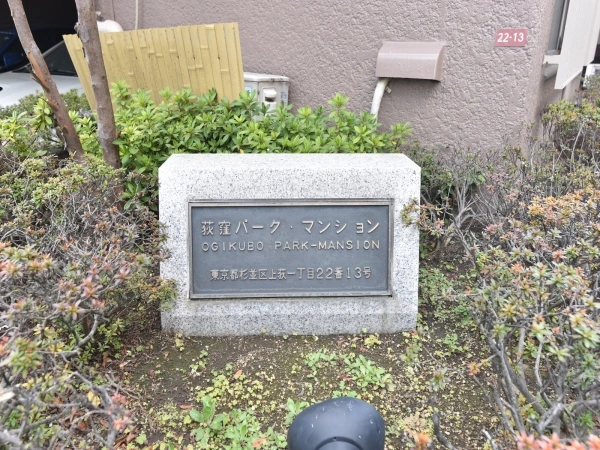 22-13
荻窪パーク・マンション
OGIKUBO PARK-MANSION
東京都杉並区上荻一丁目22番13号